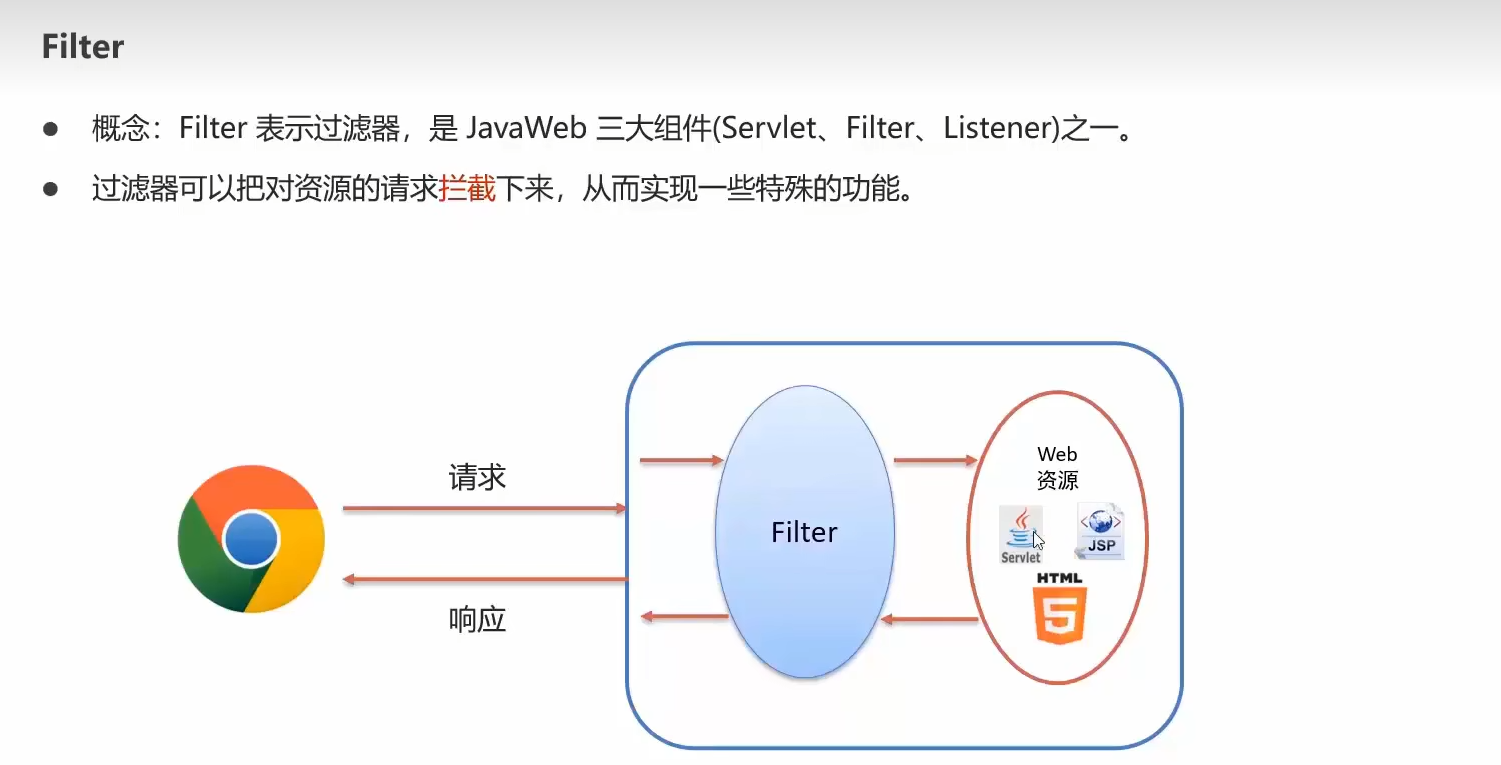 Filter
概念：Filter 表示过滤器，是 JavaWeb 三大组件(Servlet、Filter、Listener)之一。
过滤器可以把对资源的请求拦截下来，从而实现一些特殊的功能。
请求
响应
Filter
Web
资源
Servlet
JSP
HTML
5